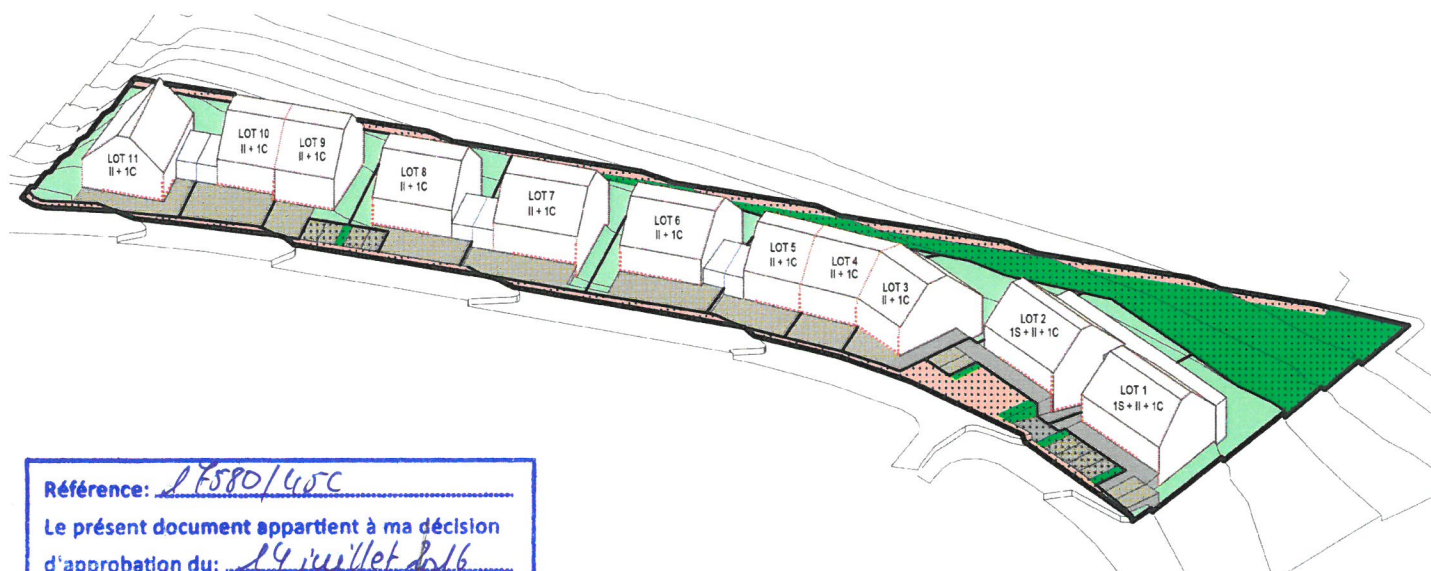 LOT 11
II + 1C
LOT 10
II + 1C
LOT 9
II + 1C
LOT 8
II + 1C
LOT 7
II + 1C
LOT 6
II + 1C
LOT 5
II + 1C
LOT 4
II + 1C
LOT 3
II + 1C
LOT 2
1S + II + 1C
LOT 1
1S + II + 1C
Référence: 17580/45C
Le présent document appartient à ma décision
d'approbation du: 14 juillet 2016